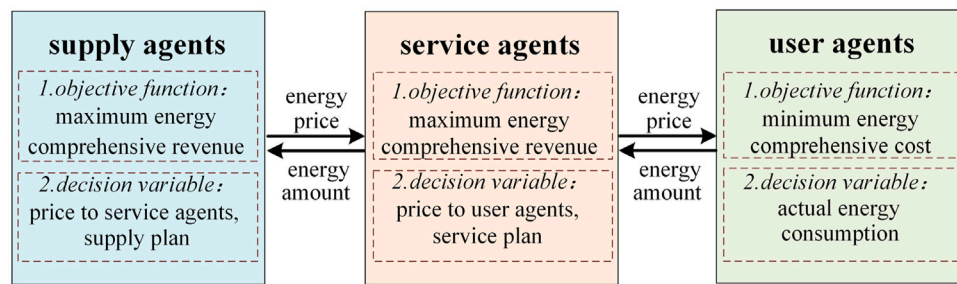 supply agents
1.objective function：
maximum energy
comprehensive revenue
2.decision variable：
price to service agents,
supply plan
energy
price
energy
amount
service agents
1.objective function：
maximum energy
comprehensive revenue
2.decision variable：
price to user agents,
service plan
energy
price
energy
amount
user agents
1.objective function：
minimum energy
comprehensive cost
2.decision variable：
actual energy
consumption